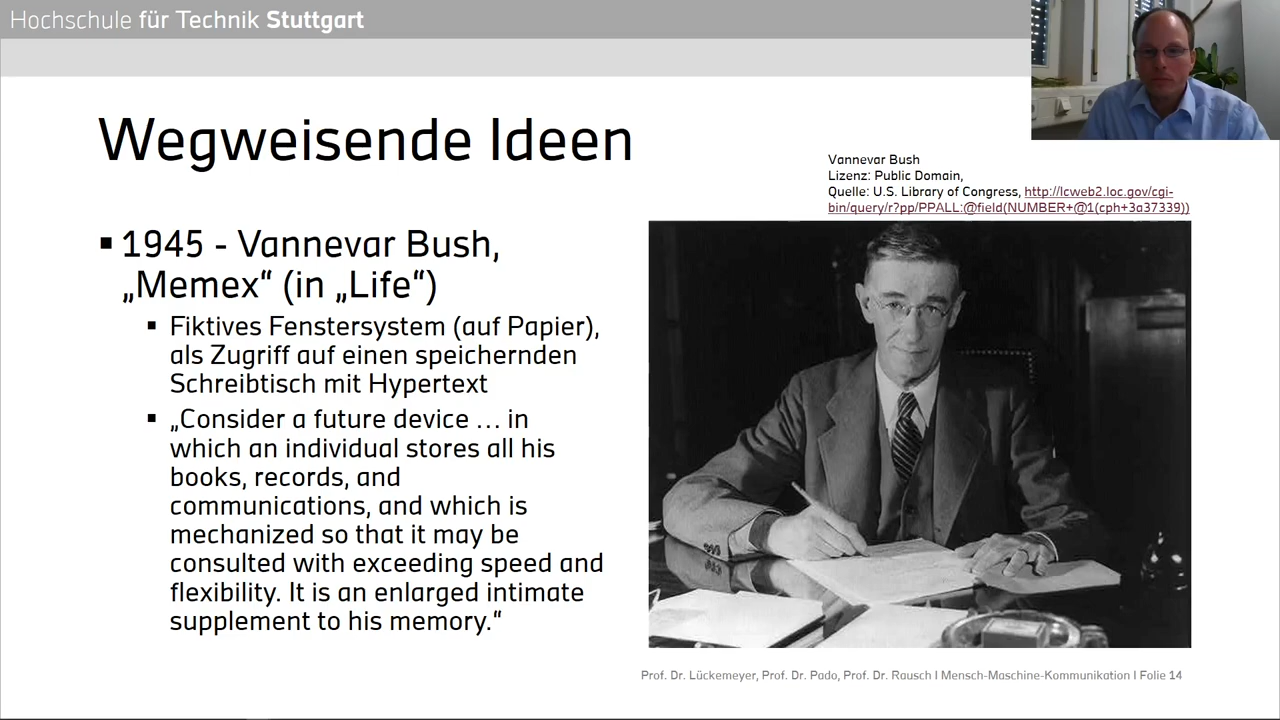 Hochschule für Technik Stuttgart
Wegweisende Ideen
Vannevar Bush
Lizenz: Public Domain,
Quelle: U.S. Library of Congress, http://lcweb2.loc.gov/cgi-
bin/query/r?pp/PPALL:@field(NUMBER+@1(cph+3a37339))
▪ 1945 - Vannevar Bush,
„Memex“ (in „Life“)
▪ Fiktives Fenstersystem (auf Papier),
als Zugriff auf einen speichernden
Schreibtisch mit Hypertext
▪ „Consider a future device … in
which an individual stores all his
books, records, and
communications, and which is
mechanized so that it may be
consulted with exceeding speed and
flexibility. It is an enlarged intimate
supplement to his memory.“
Prof. Dr. Lückemeyer, Prof. Dr. Pado, Prof. Dr. Rausch I Mensch-Maschine-Kommunikation I Folie 14